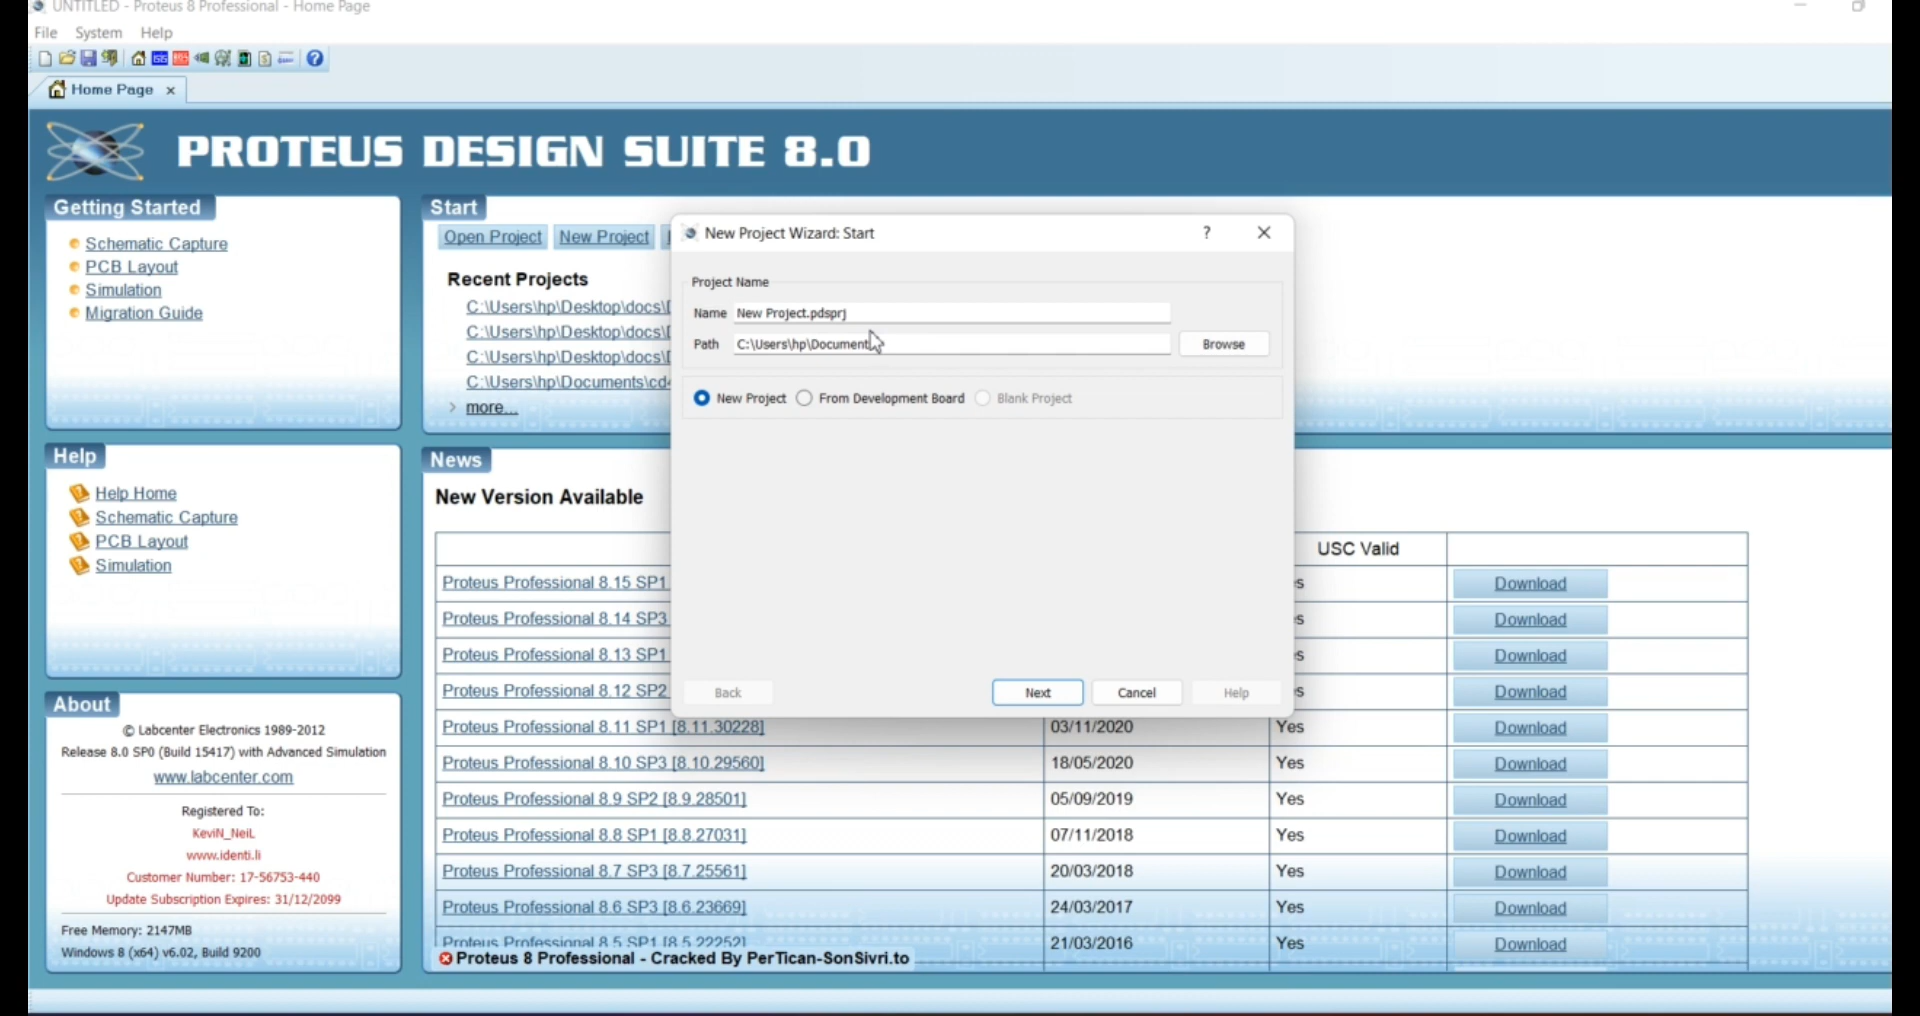 UNTITLED - Proteus 8 Professional - Home Page
File System Help
Home Page x
PROTEUS DESIGN SUITE 8.0
Getting Started
Schematic Capture
PCB Layout
Simulation
Migration Guide
Start
Open Project New Project
Recent Projects
C:\Users\hp\Desktop\docs\
C:\Users\hp\Desktop\docs\
C:\Users\hp\Desktop\docs\
C:\Users\hp\Documents\cd
more...
New Project Wizard: Start ?
Project Name
Name New Project.pdsprj
Path C:\Users\hp\Document
Browse
New Project From Development Board Blank Project
Back Next Cancel Help
Help
Help Home
Schematic Capture
PCB Layout
Simulation
News
New Version Available
USC Valid
Proteus Professional 8.15 SP1 s Download
Proteus Professional 8.14 SP3 s Download
Proteus Professional 8.13 SP1 s Download
Proteus Professional 8.12 SP2 s Download
Proteus Professional 8.11 SP1 [8.11.30228] 03/11/2020 Yes Download
Proteus Professional 8.10 SP3 [8.10.29560] 18/05/2020 Yes Download
Proteus Professional 8.9 SP2 [8.9.28501] 05/09/2019 Yes Download
Proteus Professional 8.8 SP1 [8.8.27031] 07/11/2018 Yes Download
Proteus Professional 8.7 SP3 [8.7.25561] 20/03/2018 Yes Download
Proteus Professional 8.6 SP3 [8.6.23669] 24/03/2017 Yes Download
Proteus Professional 8.5 SP1 [8.5.22252] 21/03/2016 Yes Download
Proteus 8 Professional - Cracked By PerTican-SonSivri.to
About
© Labcenter Electronics 1989-2012
Release 8.0 SP0 (Build 15417) with Advanced Simulation
www.labcenter.com
Registered To:
KeviN_NeiL
www.identi.li
Customer Number: 17-56753-440
Update Subscription Expires: 31/12/2099
Free Memory: 2147MB
Windows 8 (x64) v6.02, Build 9200